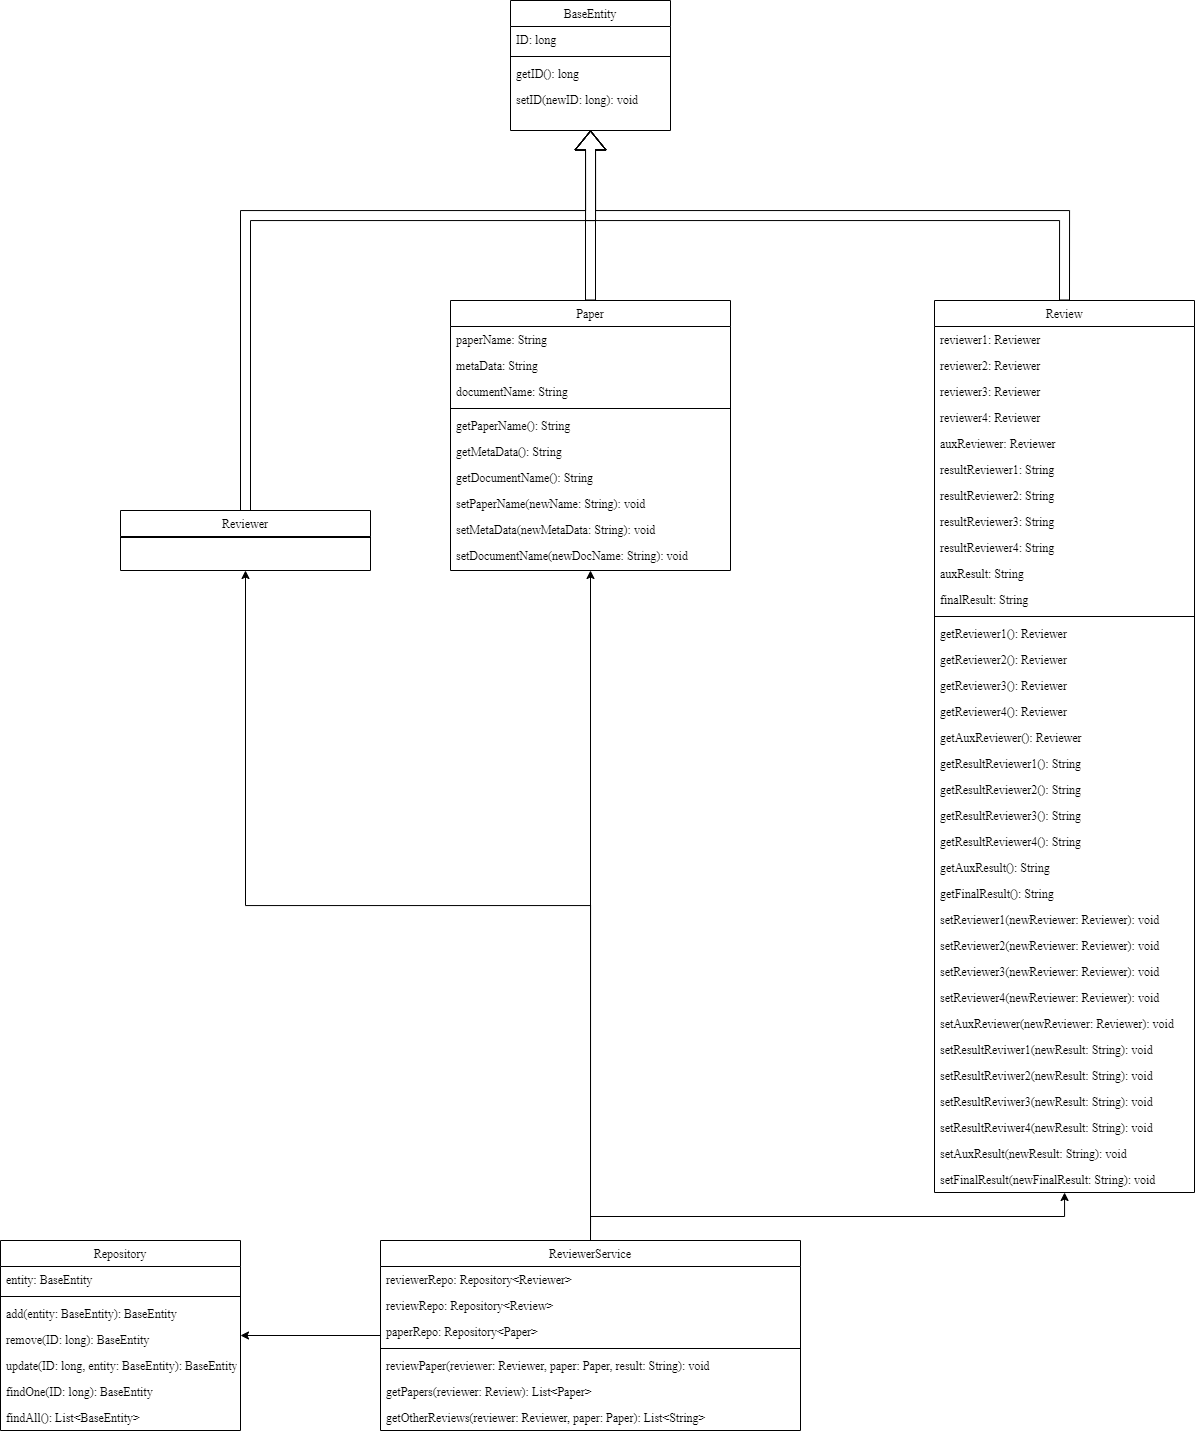 BaseEntity
ID: long
getID(): long
setID(newID: long): void
Paper
paperName: String
metaData: String
documentName: String
getPaperName(): String
getMetaData(): String
getDocumentName(): String
setPaperName(newName: String): void
setMetaData(newMetaData: String): void
setDocumentName(newDocName: String): void
Review
reviewer1: Reviewer
reviewer2: Reviewer
reviewer3: Reviewer
reviewer4: Reviewer
auxReviewer: Reviewer
resultReviewer1: String
resultReviewer2: String
resultReviewer3: String
resultReviewer4: String
auxResult: String
finalResult: String
getReviewer1(): Reviewer
getReviewer2(): Reviewer
getReviewer3(): Reviewer
getReviewer4(): Reviewer
getAuxReviewer(): Reviewer
getResultReviewer1(): String
getResultReviewer2(): String
getResultReviewer3(): String
getResultReviewer4(): String
getAuxResult(): String
getFinalResult(): String
setReviewer1(newReviewer: Reviewer): void
setReviewer2(newReviewer: Reviewer): void
setReviewer3(newReviewer: Reviewer): void
setReviewer4(newReviewer: Reviewer): void
setAuxReviewer(newReviewer: Reviewer): void
setResultReviwer1(newResult: String): void
setResultReviwer2(newResult: String): void
setResultReviwer3(newResult: String): void
setResultReviwer4(newResult: String): void
setAuxResult(newResult: String): void
setFinalResult(newFinalResult: String): void
Reviewer
Repository
entity: BaseEntity
add(entity: BaseEntity): BaseEntity
remove(ID: long): BaseEntity
update(ID: long, entity: BaseEntity): BaseEntity
findOne(ID: long): BaseEntity
findAll(): List<BaseEntity>
ReviewerService
reviewerRepo: Repository<Reviewer>
reviewRepo: Repository<Review>
paperRepo: Repository<Paper>
reviewPaper(reviewer: Reviewer, paper: Paper, result: String): void
getPapers(reviewer: Review): List<Paper>
getOtherReviews(reviewer: Reviewer, paper: Paper): List<String>